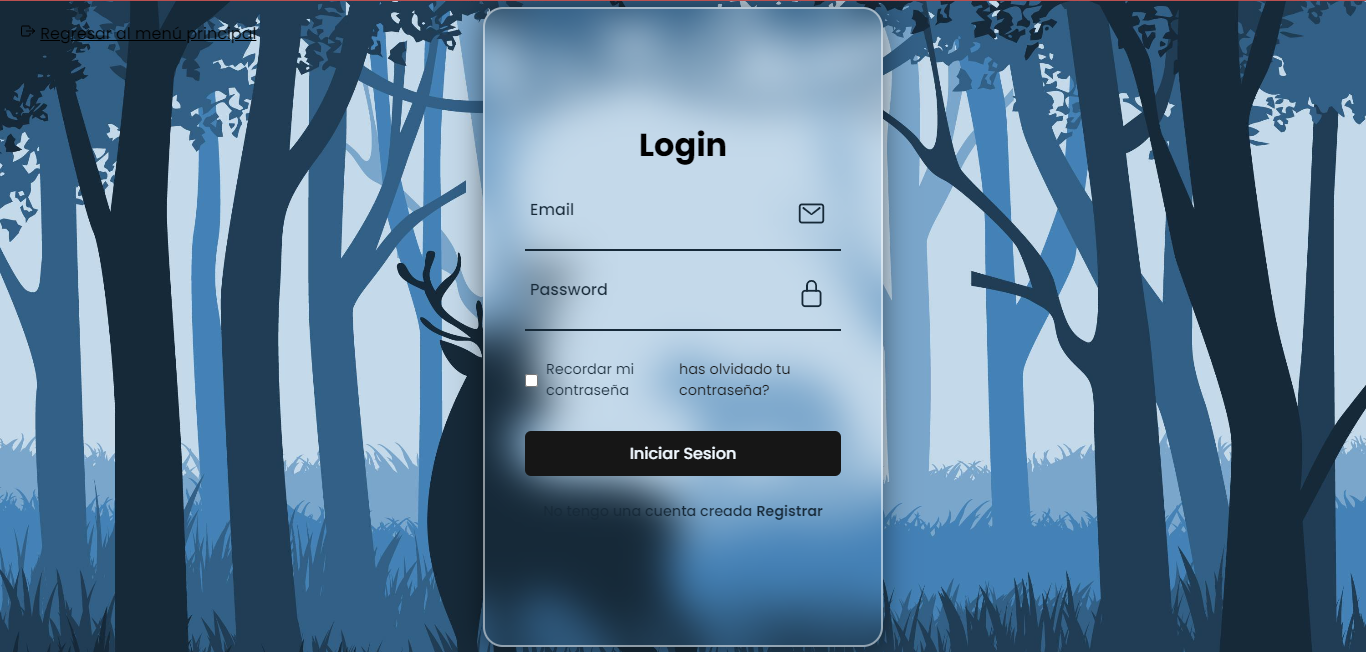 Regresar al menú principal
Login
Email
Password
Recordar mi
contraseña
has olvidado tu
contraseña?
Iniciar Sesion
No tengo una cuenta creada Registrar